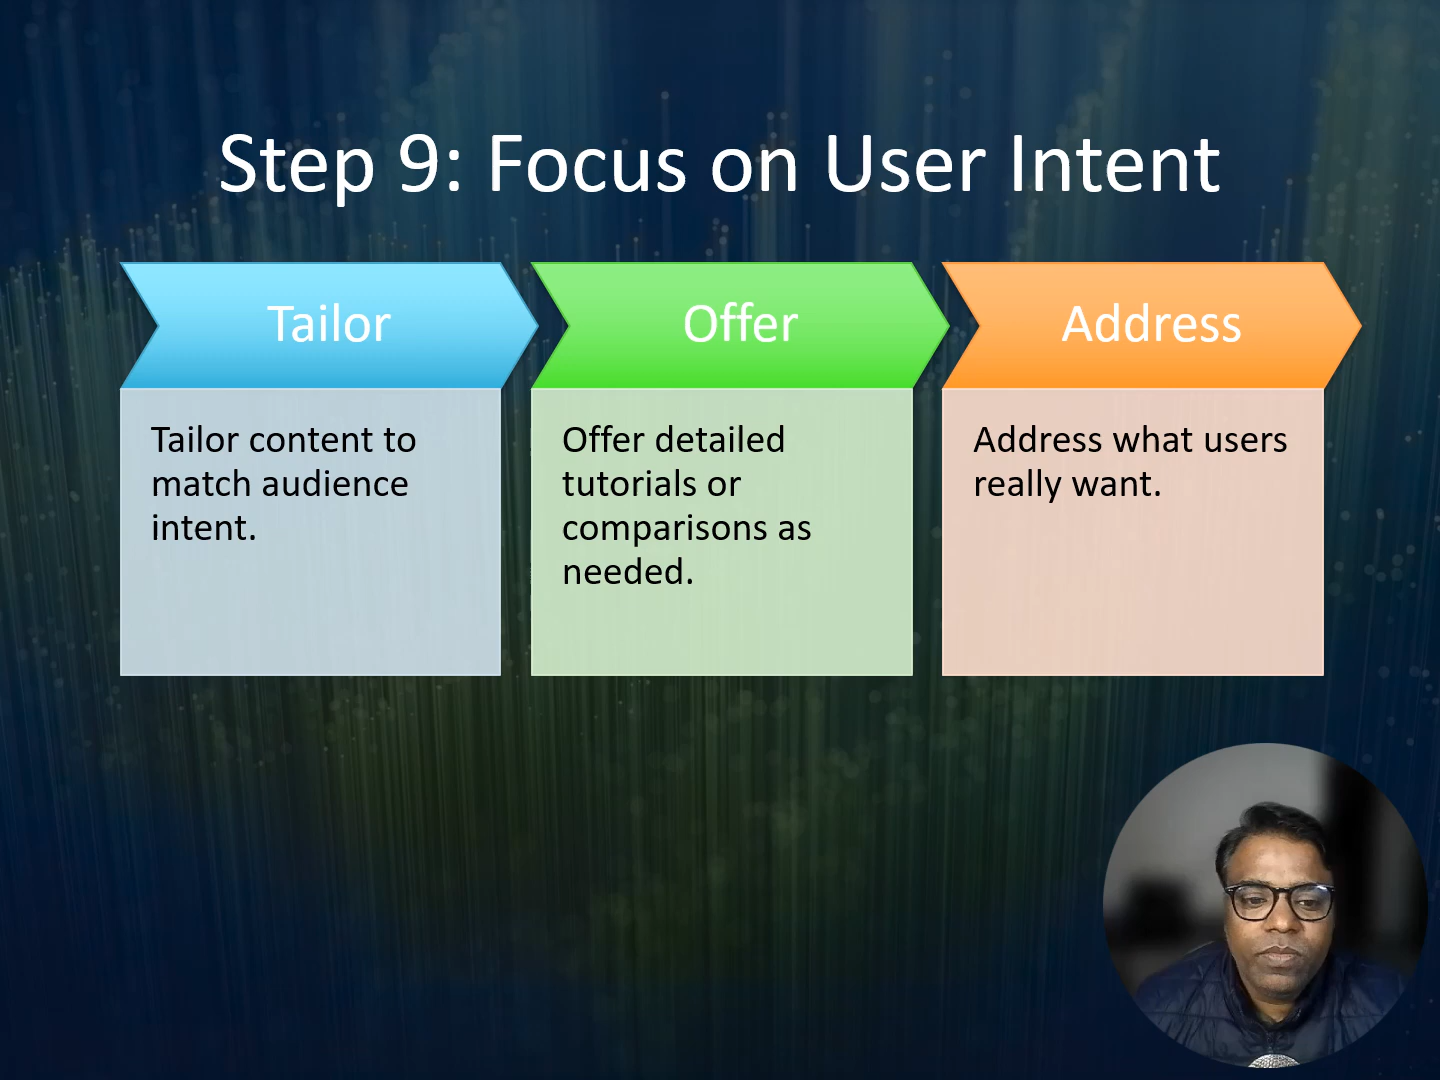 Step 9: Focus on User Intent
Tailor
Tailor content to
match audience
intent.
Offer
Offer detailed
tutorials or
comparisons as
needed.
Address
Address what users
really want.